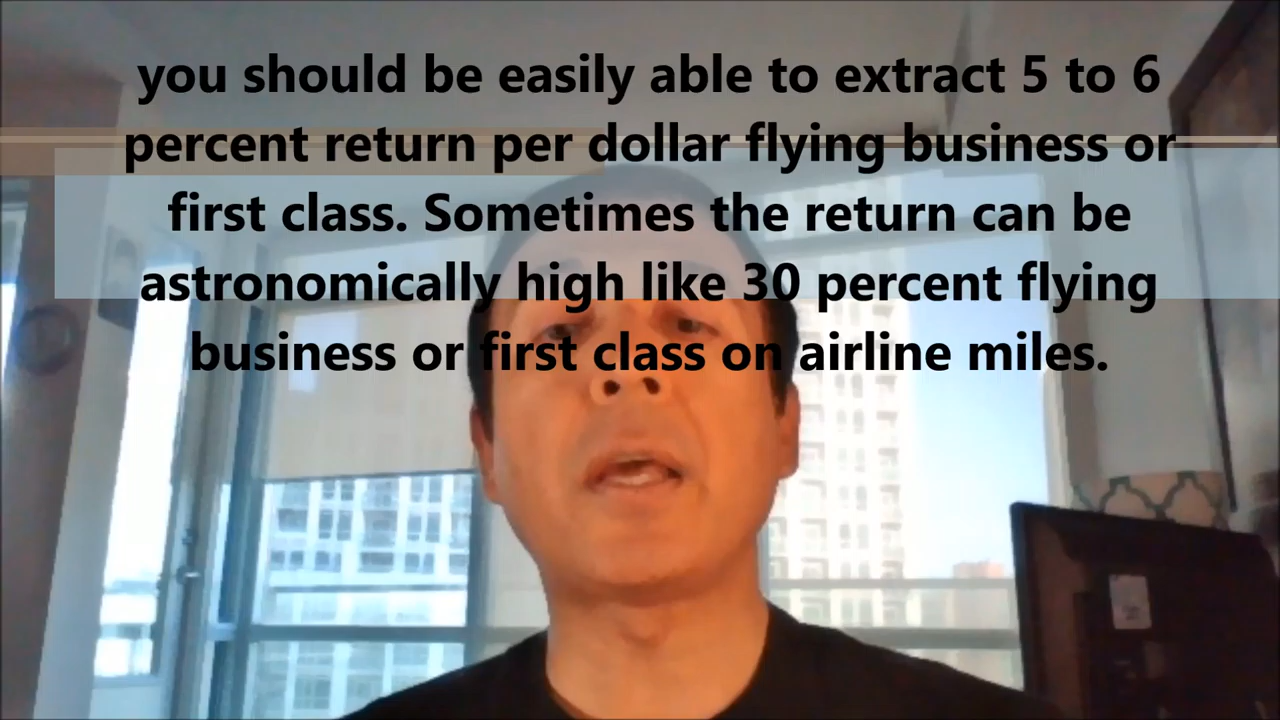 you should be easily able to extract 5 to 6
percent return per dollar flying business or
first class. Sometimes the return can be
astronomically high like 30 percent flying
business or first class on airline miles.